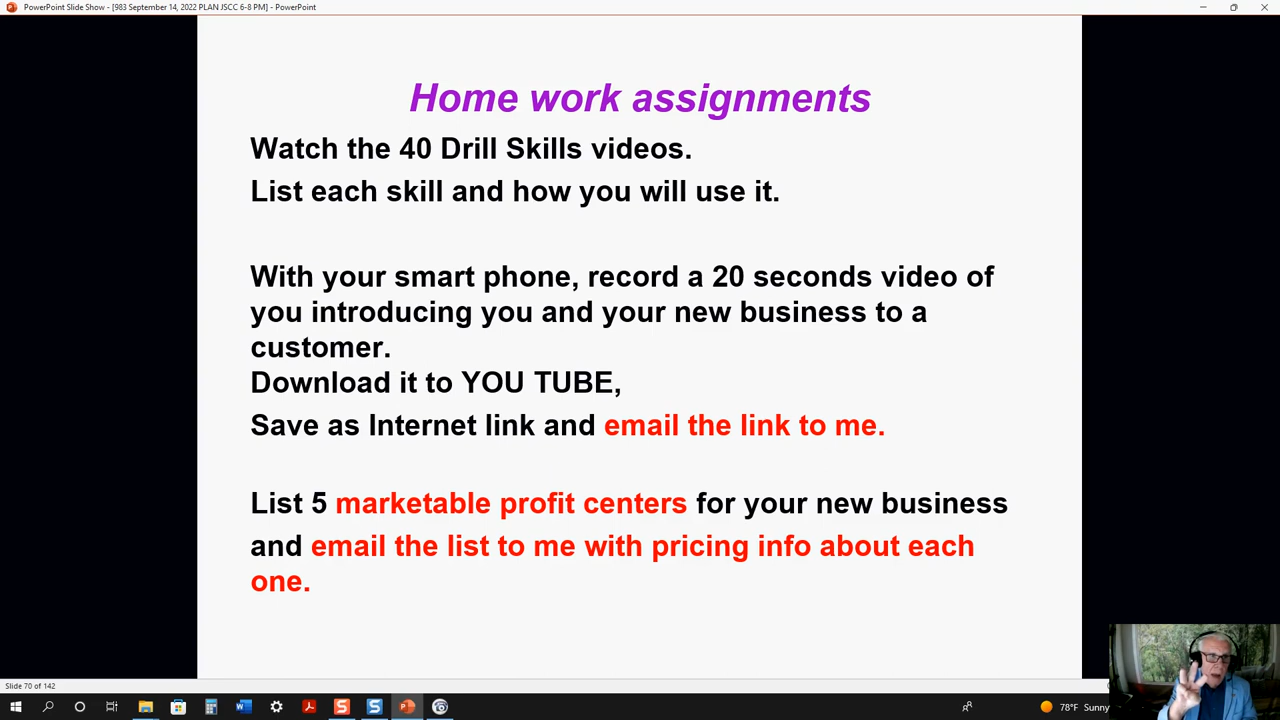 PowerPoint Slide Show - [983 September 14, 2022 PLAN JSCC 6-8 PM] - PowerPoint
Home work assignments
Watch the 40 Drill Skills videos.
List each skill and how you will use it.
With your smart phone, record a 20 seconds video of
you introducing you and your new business to a
customer.
Download it to YOU TUBE,
Save as Internet link and email the link to me.
List 5 marketable profit centers for your new business
and email the list to me with pricing info about each
one.
Slide 70 of 142
78°F Sunny